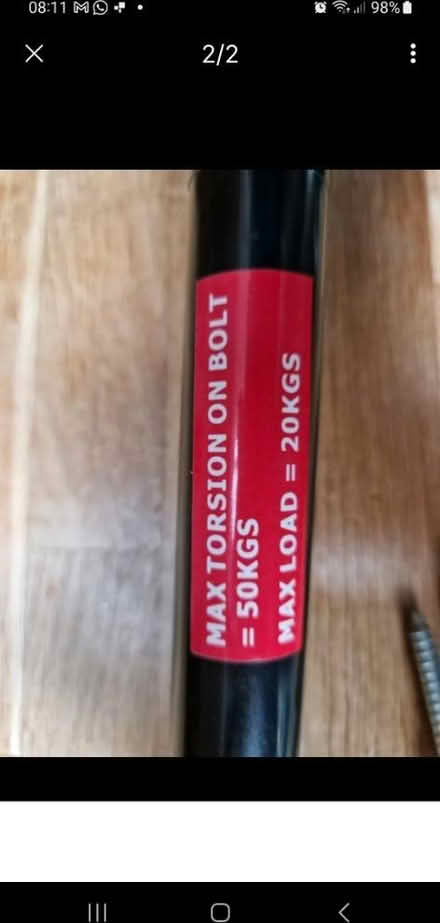 08:11
98%
2/2
MAX TORSION ON BOLT
= 50KGS
MAX LOAD = 20KGS